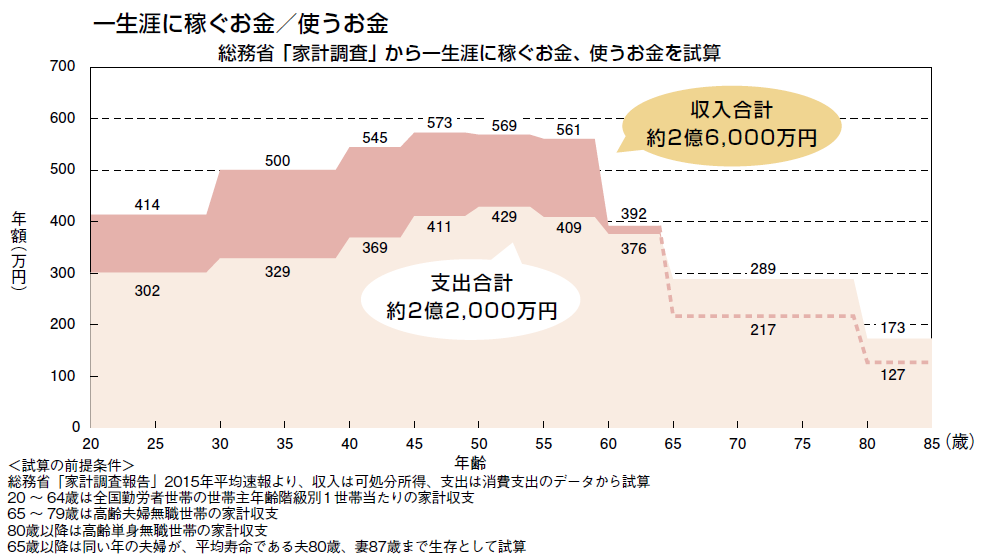 一生涯に稼ぐお金／使うお金
総務省「家計調査」から一生涯に稼ぐお金、使うお金を試算
年額（万円）
700
600
500
400
300
200
100
0
414
500
545
573
569
561
392
289
173
302
329
369
411
429
409
376
217
127
収入合計
約2億6,000万円
支出合計
約2億2,000万円
20 25 30 35 40 45 50 55 60 65 70 75 80 85（歳）
年齢
＜試算の前提条件＞
総務省「家計調査報告」2015年平均速報より、収入は可処分所得、支出は消費支出のデータから試算
20 ～ 64歳は全国勤労者世帯の世帯主年齢階級別1世帯当たりの家計収支
65 ～ 79歳は高齢夫婦無職世帯の家計収支
80歳以降は高齢単身無職世帯の家計収支
65歳以降は同い年の夫婦が、平均寿命である夫80歳、妻87歳まで生存として試算